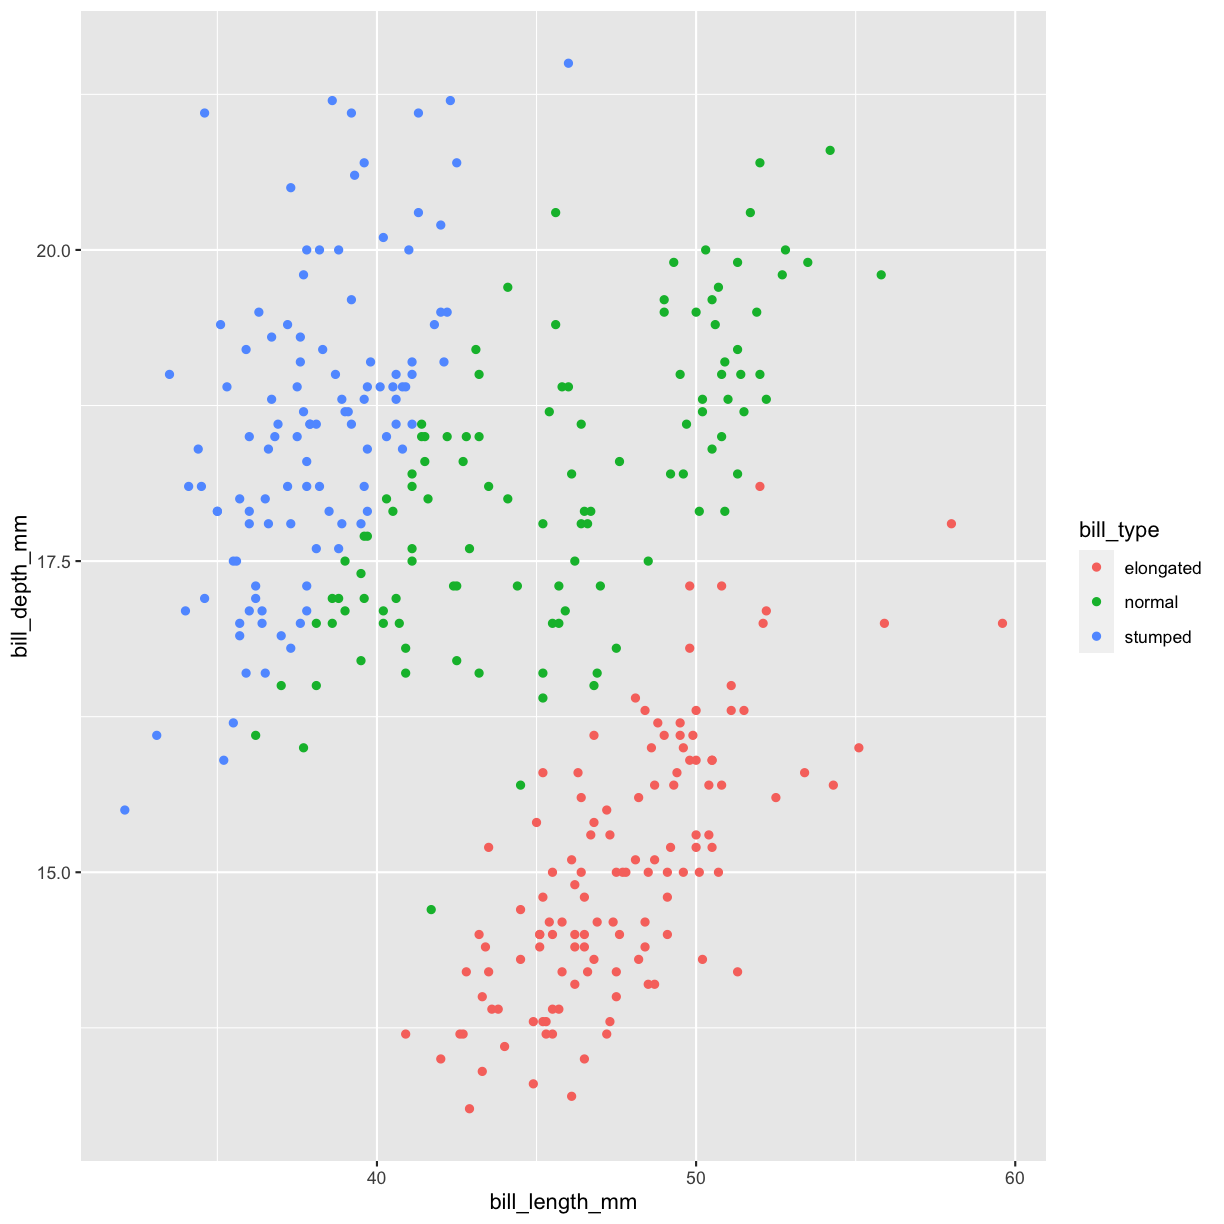 20.0
17.5
15.0
bill_depth_mm
40 50 60
bill_length_mm
bill_type
elongated
normal
stumped